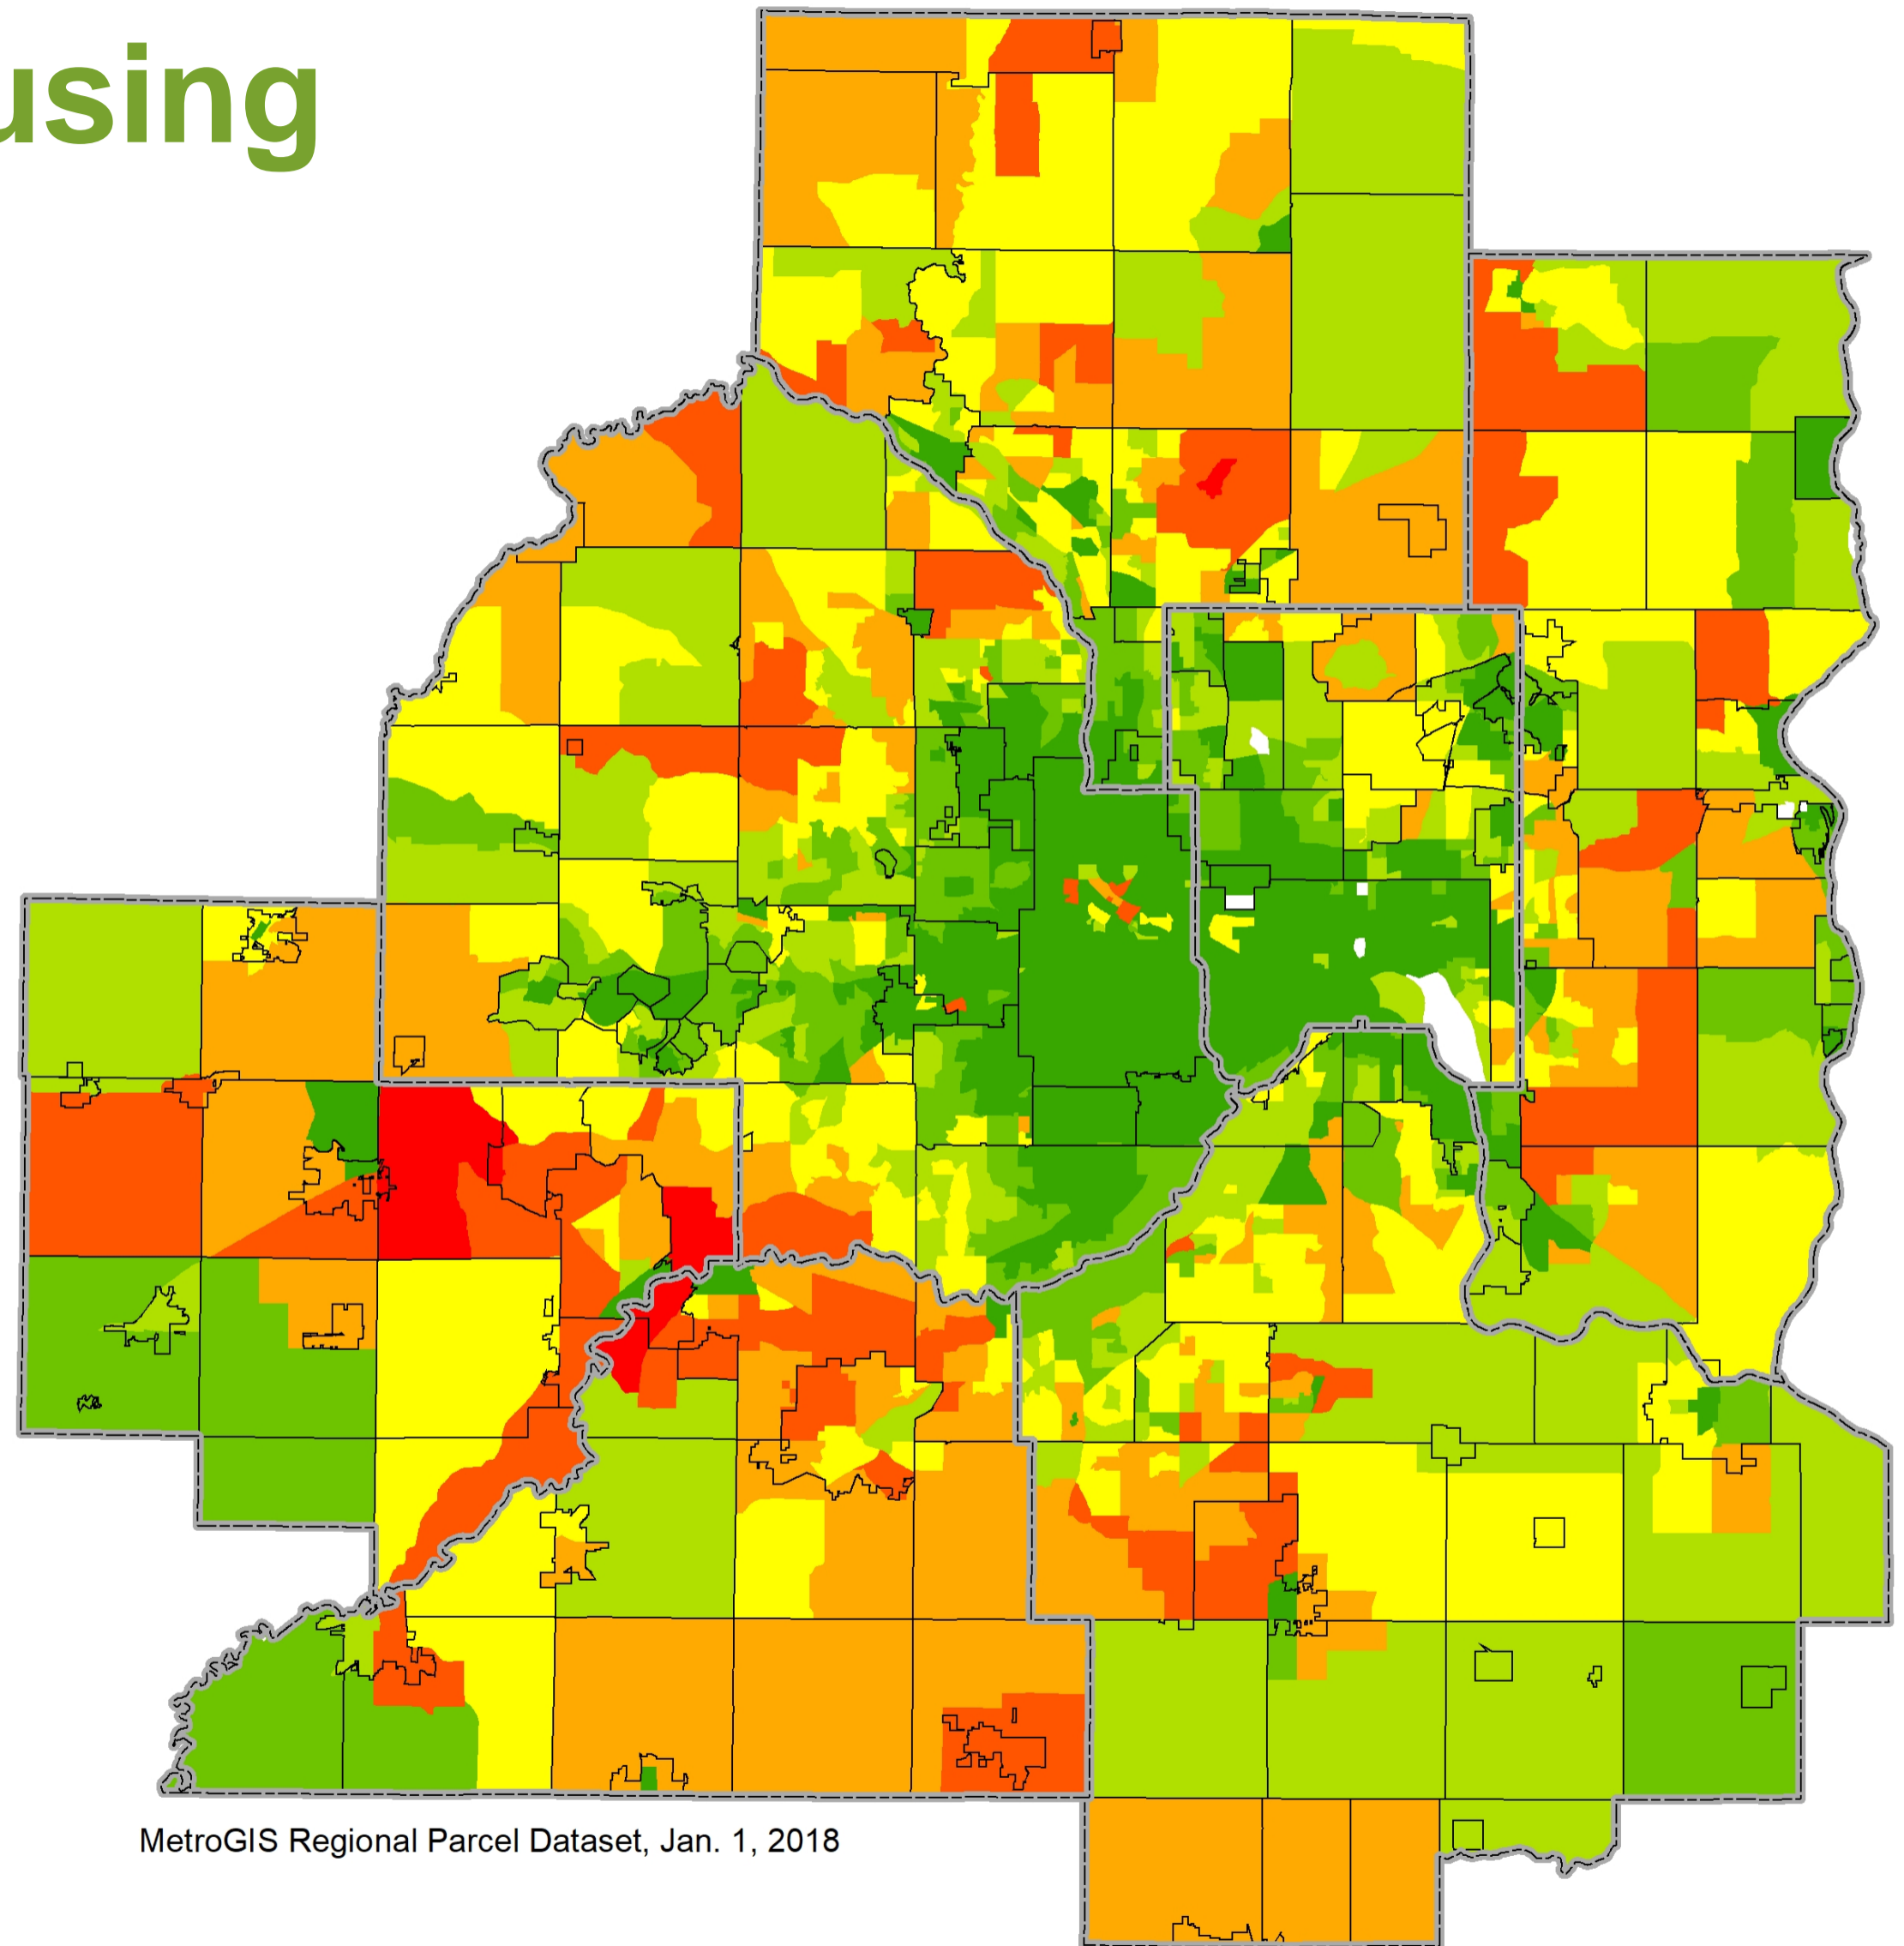 using
MetroGIS Regional Parcel Dataset, Jan. 1, 2018